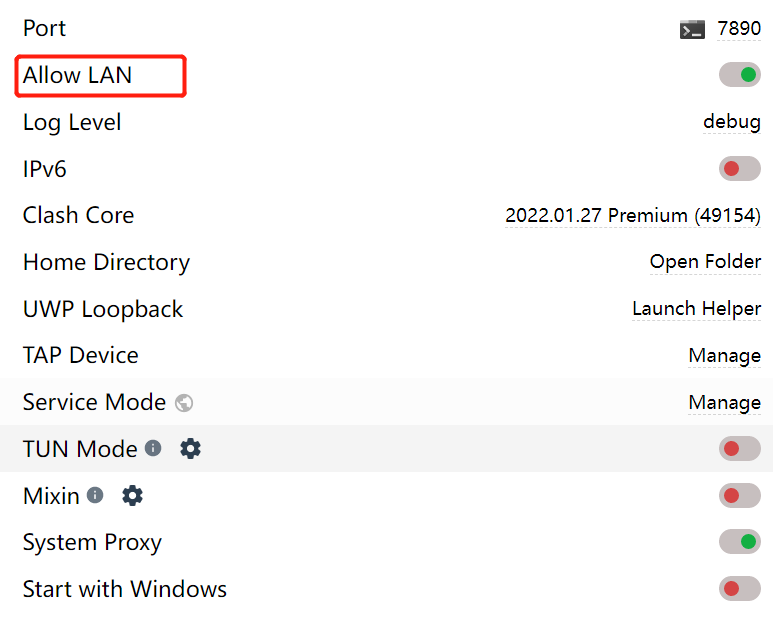 Port 7890
Allow LAN
Log Level debug
IPv6
Clash Core 2022.01.27 Premium (49154)
Home Directory Open Folder
UWP Loopback Launch Helper
TAP Device Manage
Service Mode Manage
TUN Mode
Mixin
System Proxy
Start with Windows